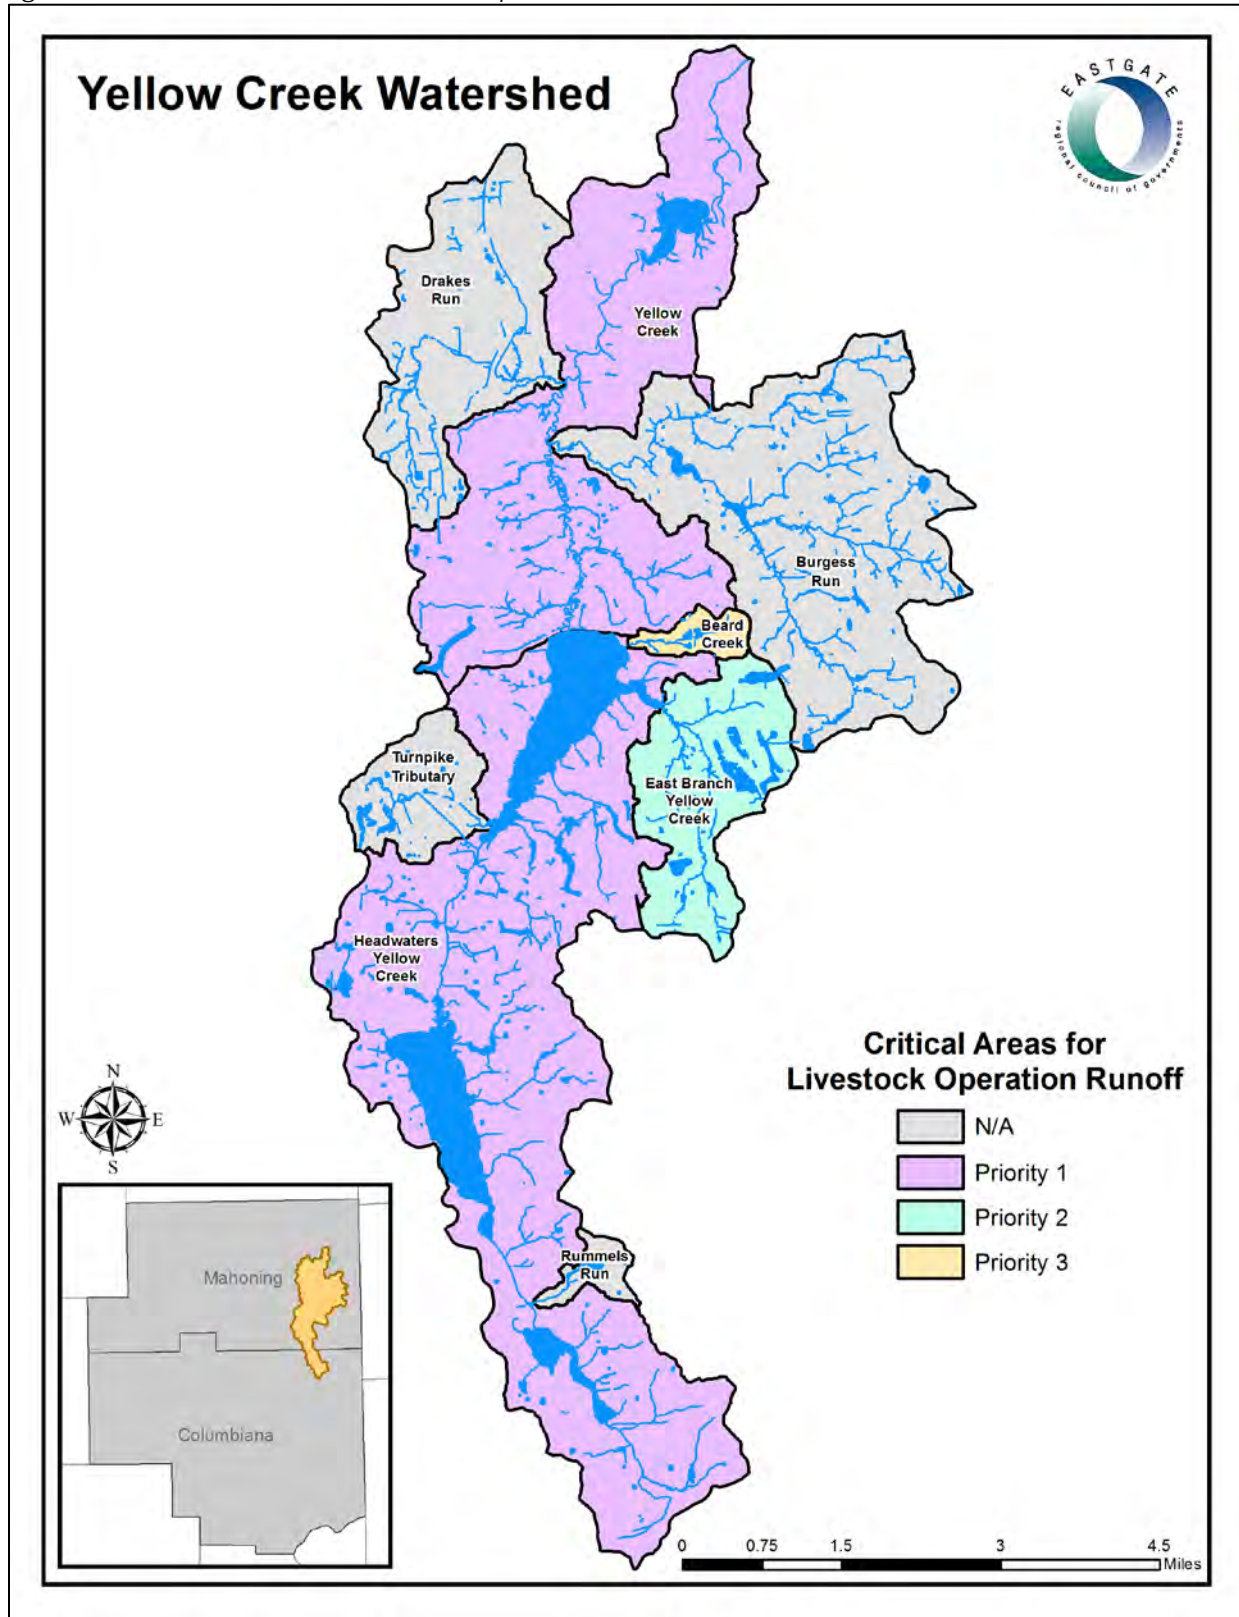 Yellow Creek Watershed
EASTGATE
regional council of governments
Drakes
Run
Yellow
Creek
Burgess
Run
Beard
Creek
Turnpike
Tributary
East Branch
Yellow
Creek
Headwaters
Yellow
Creek
Rummels
Run
Critical Areas for
Livestock Operation Runoff
N/A
Priority 1
Priority 2
Priority 3
N
W E
S
Mahoning
Columbiana
0 0.75 1.5 3 4.5
Miles